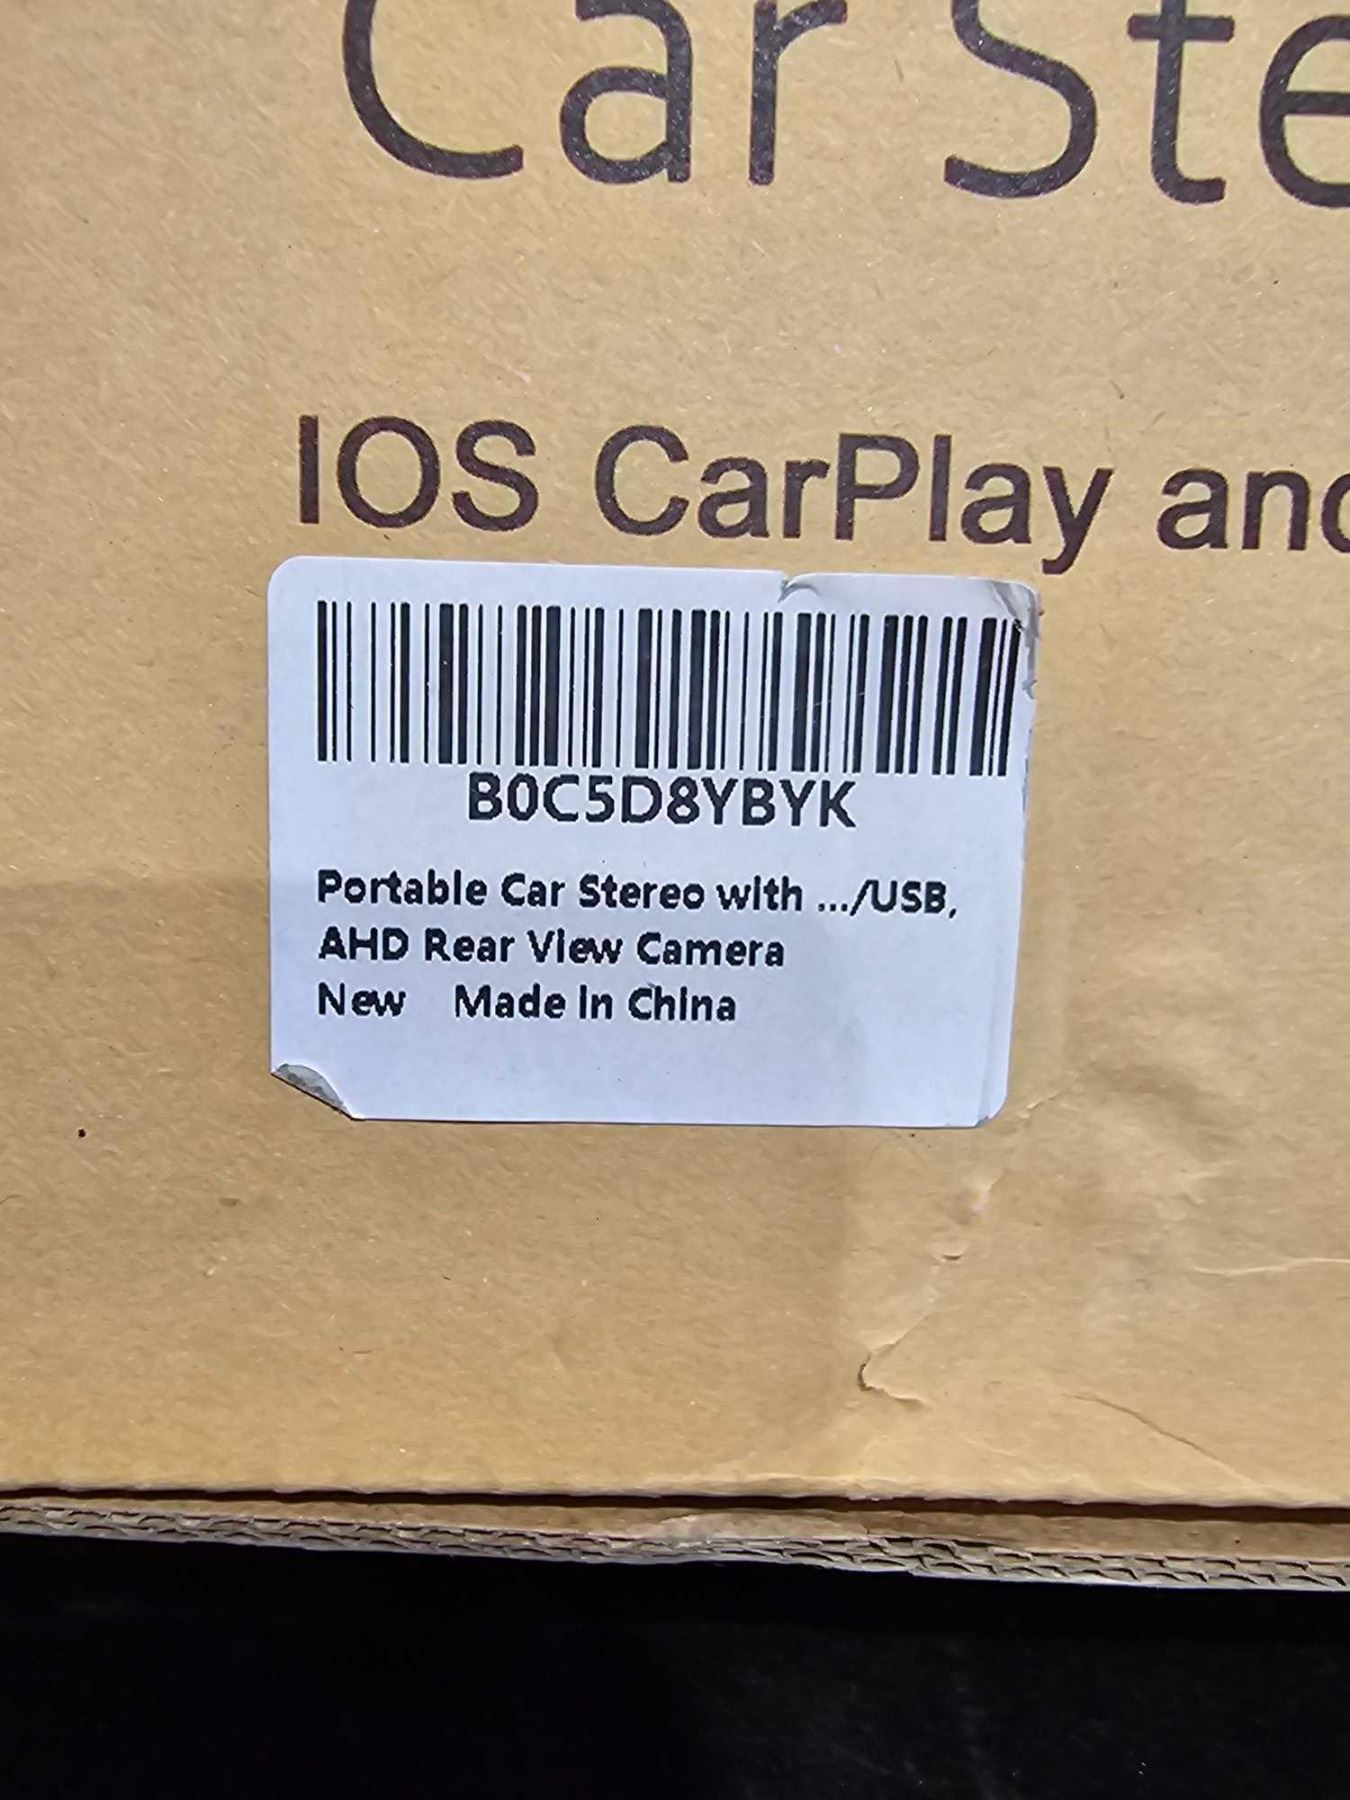 Car Ste
IOS CarPlay and
B0C5D8YBYK
Portable Car Stereo with .../USB,
AHD Rear View Camera
New Made in China